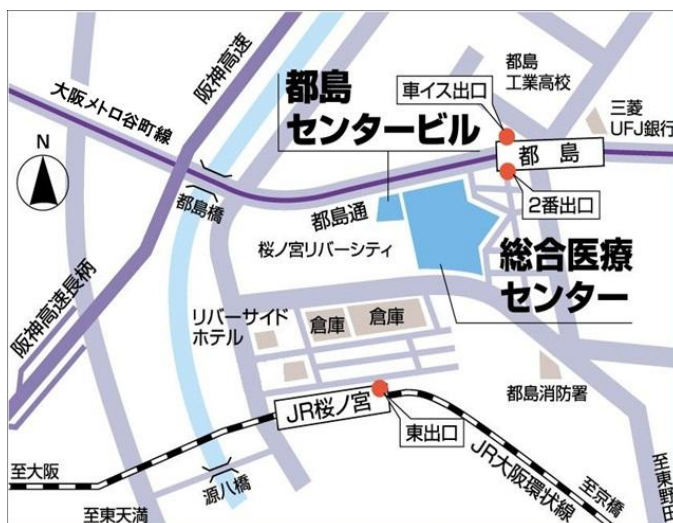 阪神高速
大阪メトロ谷町線
都島
センタービル
都島
工業高校
車イス出口
三菱
UFJ銀行
都島
N
2番出口
都島橋
都島通
桜ノ宮リバーシティ
総合医療
センター
阪神高速長柄
リバーサイド
ホテル
倉庫
倉庫
都島消防署
JR桜ノ宮
東出口
JR大阪環状線
至大阪
至京橋
至東野田
源八橋
至東天満